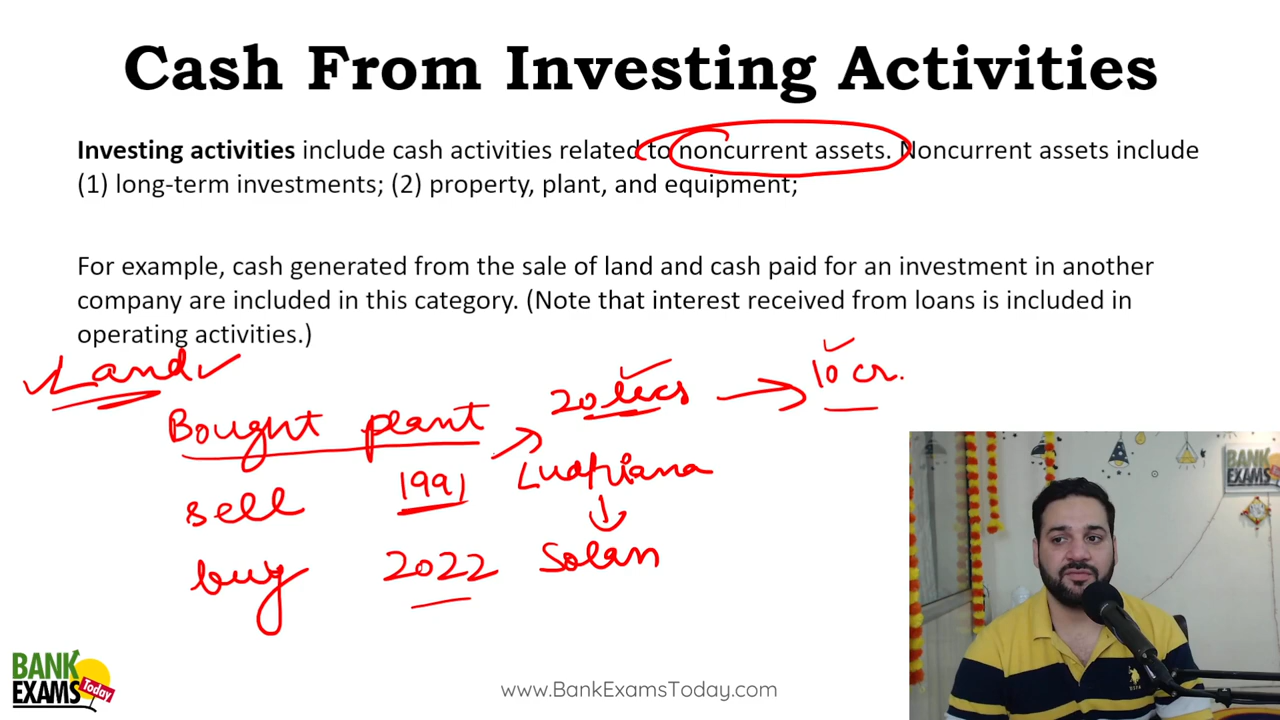 Cash From Investing Activities
Investing activities include cash activities related to noncurrent assets. Noncurrent assets include
(1) long-term investments; (2) property, plant, and equipment;
For example, cash generated from the sale of land and cash paid for an investment in another
company are included in this category. (Note that interest received from loans is included in
operating activities.)
Land
10 cr.
20 lacs
Bought plant
1991 Ludhiana
sell
buy 2022 Solan
BANK EXAMS
BANK
EXAMS
Today
www.BankExamsToday.com